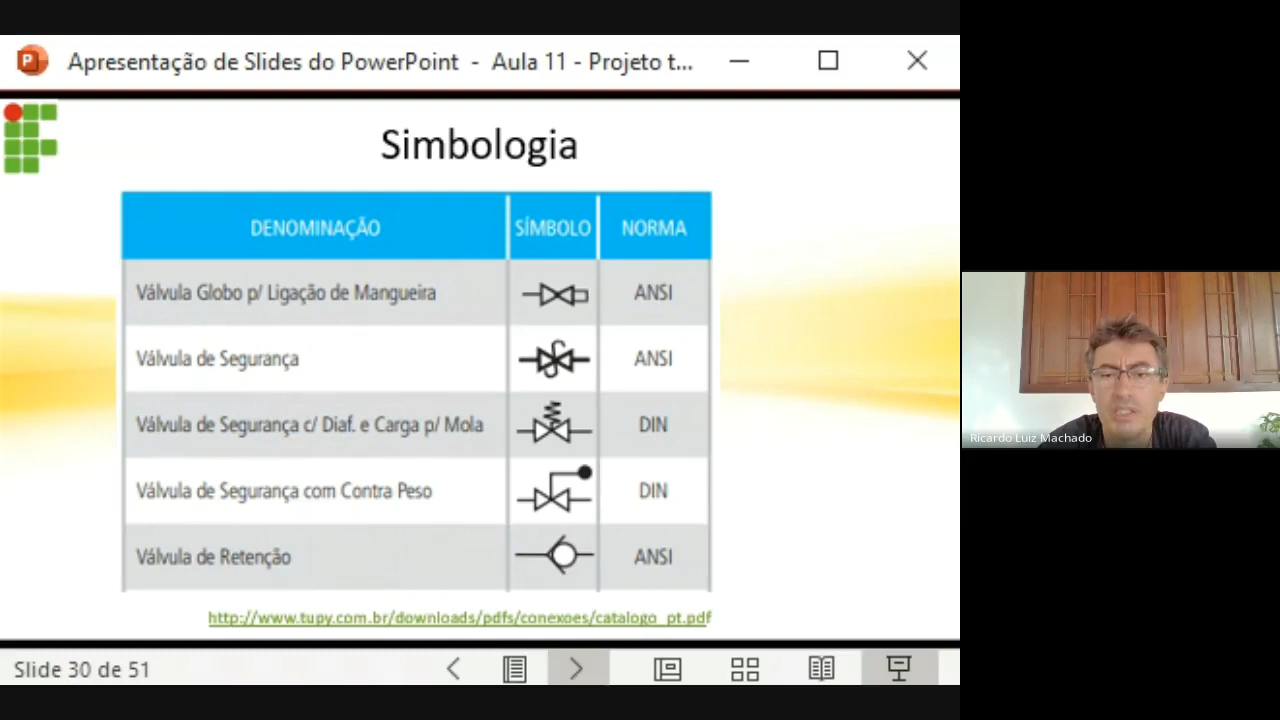 Apresentação de Slides do PowerPoint - Aula 11 - Projeto t...
Simbologia
DENOMINAÇÃO SÍMBOLO NORMA
Válvula Globo p/ Ligação de Mangueira ANSI
Válvula de Segurança ANSI
Válvula de Segurança c/ Diaf. e Carga p/ Mola DIN
Válvula de Segurança com Contra Peso DIN
Válvula de Retenção ANSI
http://www.tupy.com.br/downloads/pdfs/conexoes/catalogo_pt.pdf
Slide 30 de 51
Ricardo Luiz Machado